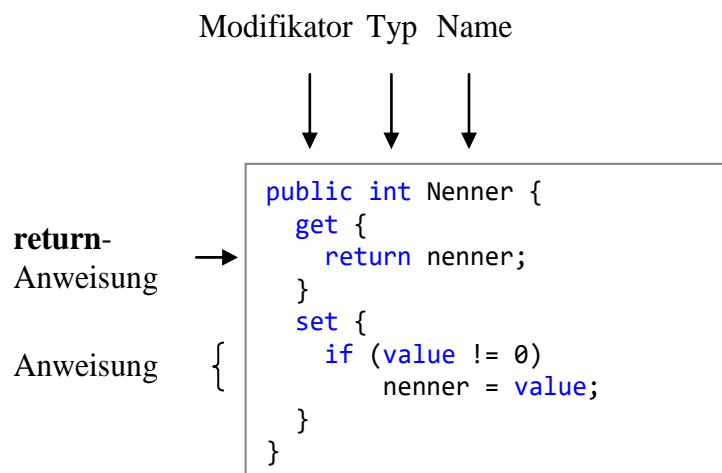 Modifikator Typ Name
public int Nenner {
get {
return-
Anweisung
return nenner;
}
set {
Anweisung
if (value != 0)
nenner = value;
}
}